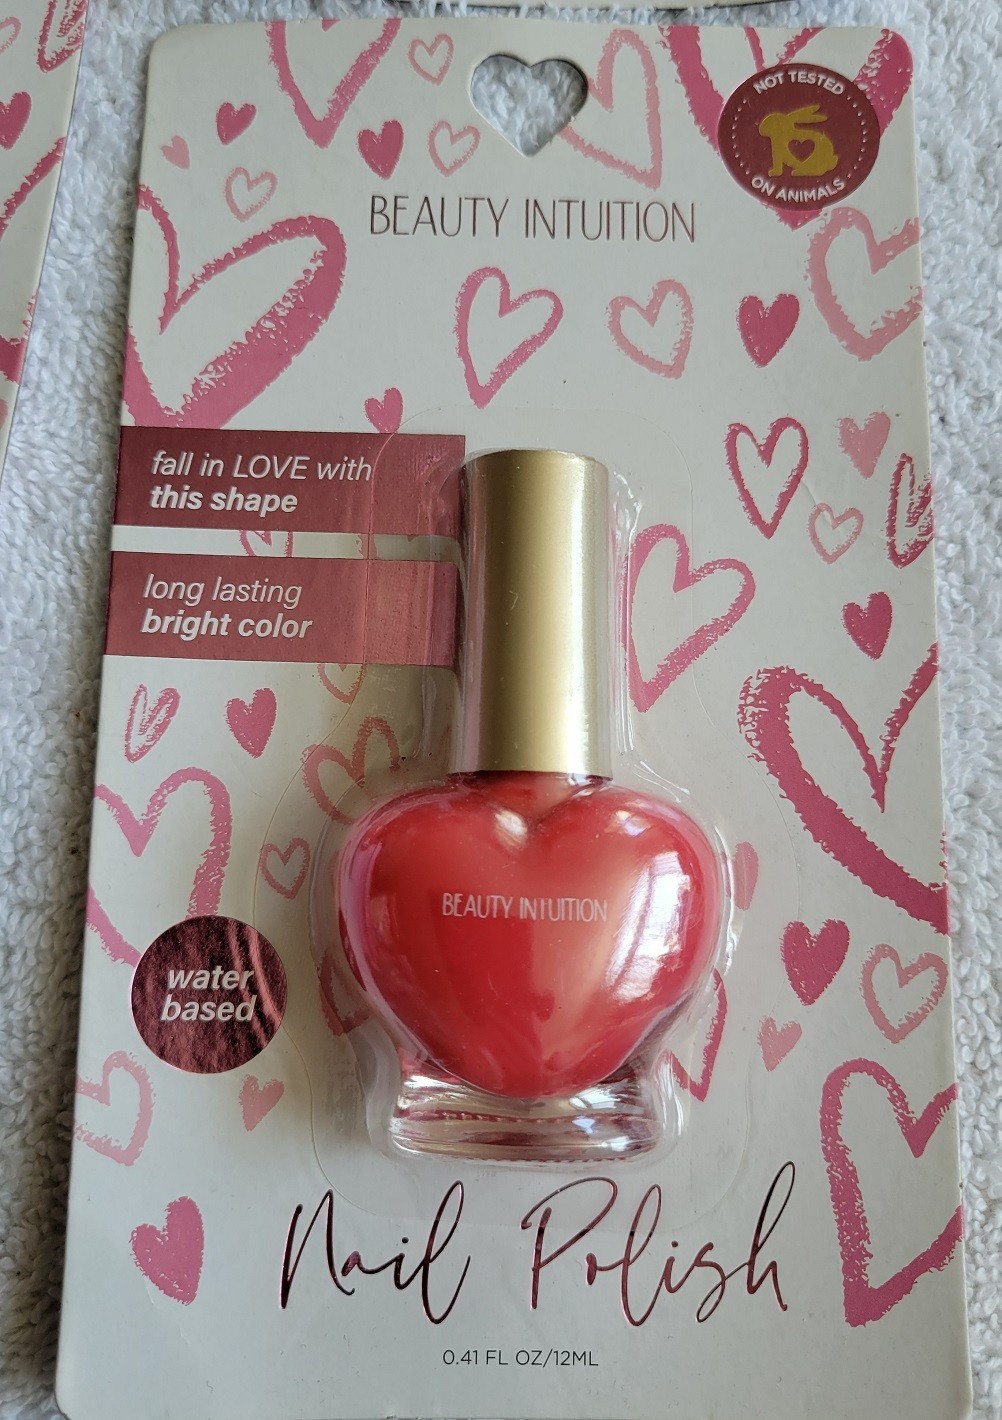 NOT TESTED
ON ANIMALS
BEAUTY INTUITION
fall in LOVE with
this shape
long lasting
bright color
BEAUTY INTUITION
water
based
Nail Polish
0.41 FL OZ/12ML